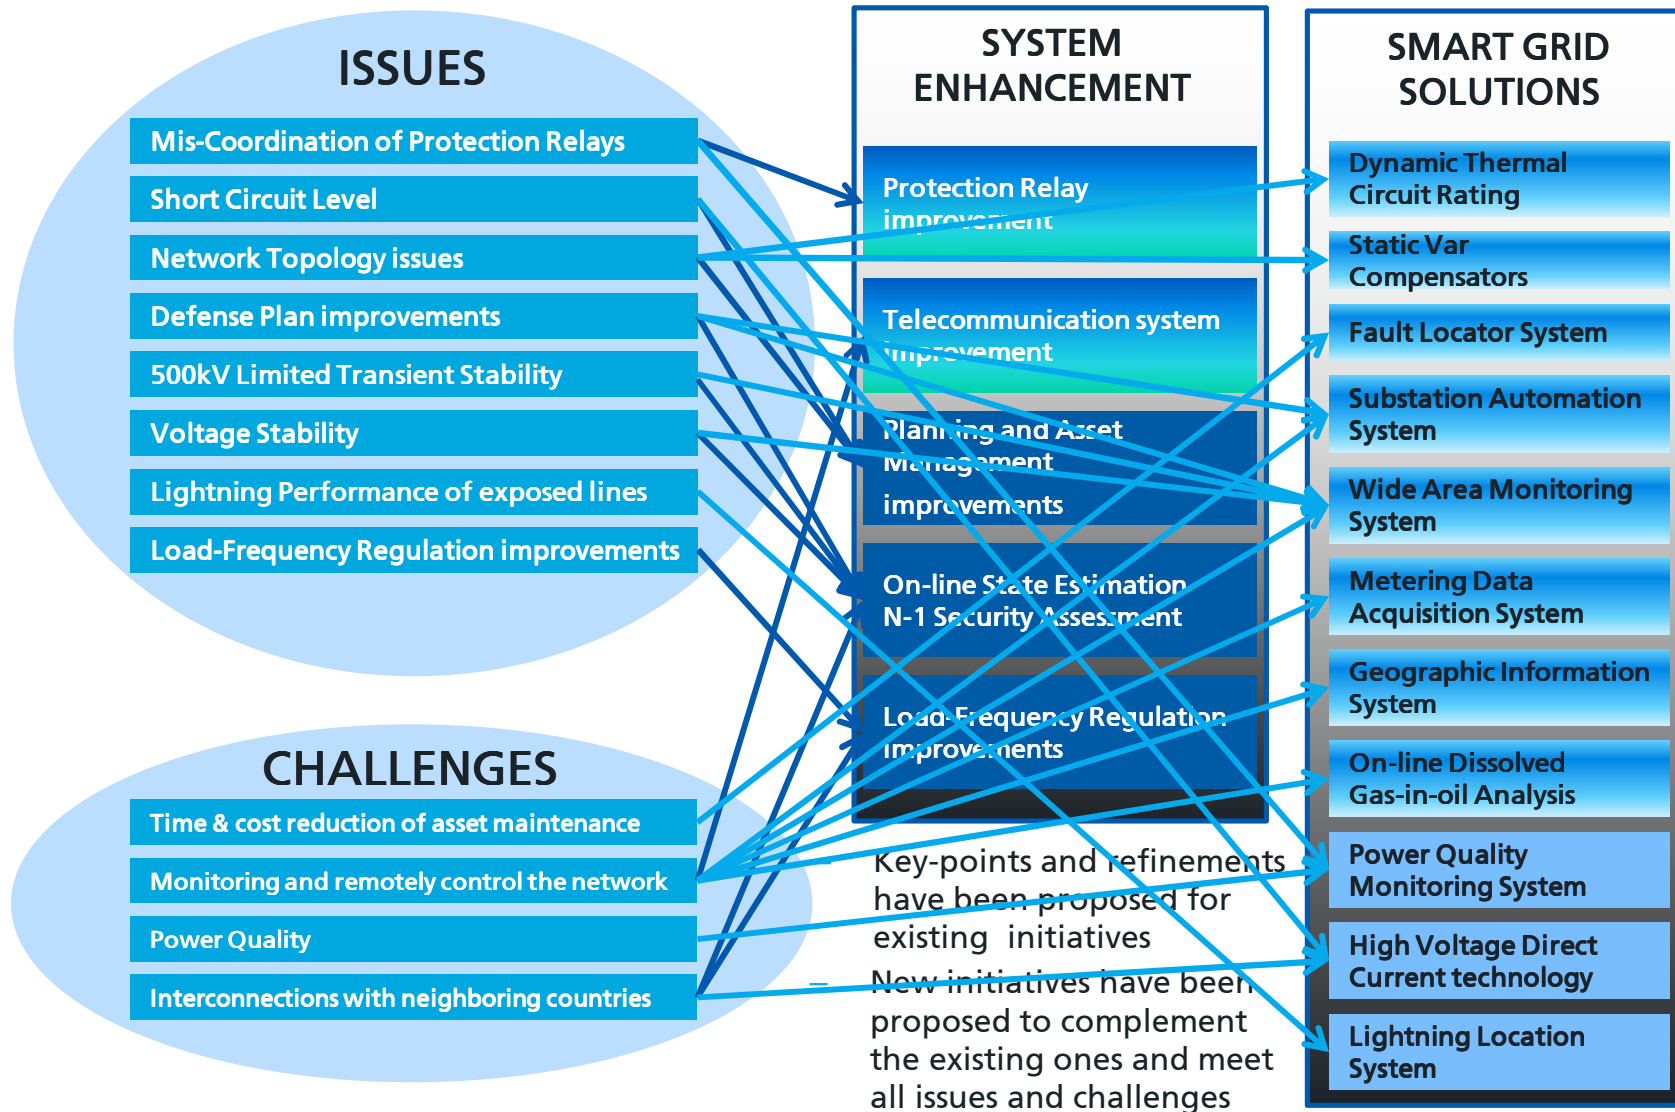 ISSUES
Mis-Coordination of Protection Relays
Short Circuit Level
Network Topology issues
Defense Plan improvements
500kV Limited Transient Stability
Voltage Stability
Lightning Performance of exposed lines
Load-Frequency Regulation improvements
CHALLENGES
Time & cost reduction of asset maintenance
Monitoring and remotely control the network
Power Quality
Interconnections with neighboring countries
SYSTEM
ENHANCEMENT
Protection Relay
improvement
Telecommunication system
improvement
Planning and Asset
Management
improvements
On-line State Estimation
N-1 Security Assessment
Load-Frequency Regulation
Improvements
– Key-points and refinements
have been proposed for
existing initiatives
– New initiatives have been
proposed to complement
the existing ones and meet
all issues and challenges
SMART GRID
SOLUTIONS
Dynamic Thermal
Circuit Rating
Static Var
Compensators
Fault Locator System
Substation Automation
System
Wide Area Monitoring
System
Metering Data
Acquisition System
Geographic Information
System
On-line Dissolved
Gas-in-oil Analysis
Power Quality
Monitoring System
High Voltage Direct
Current technology
Lightning Location
System